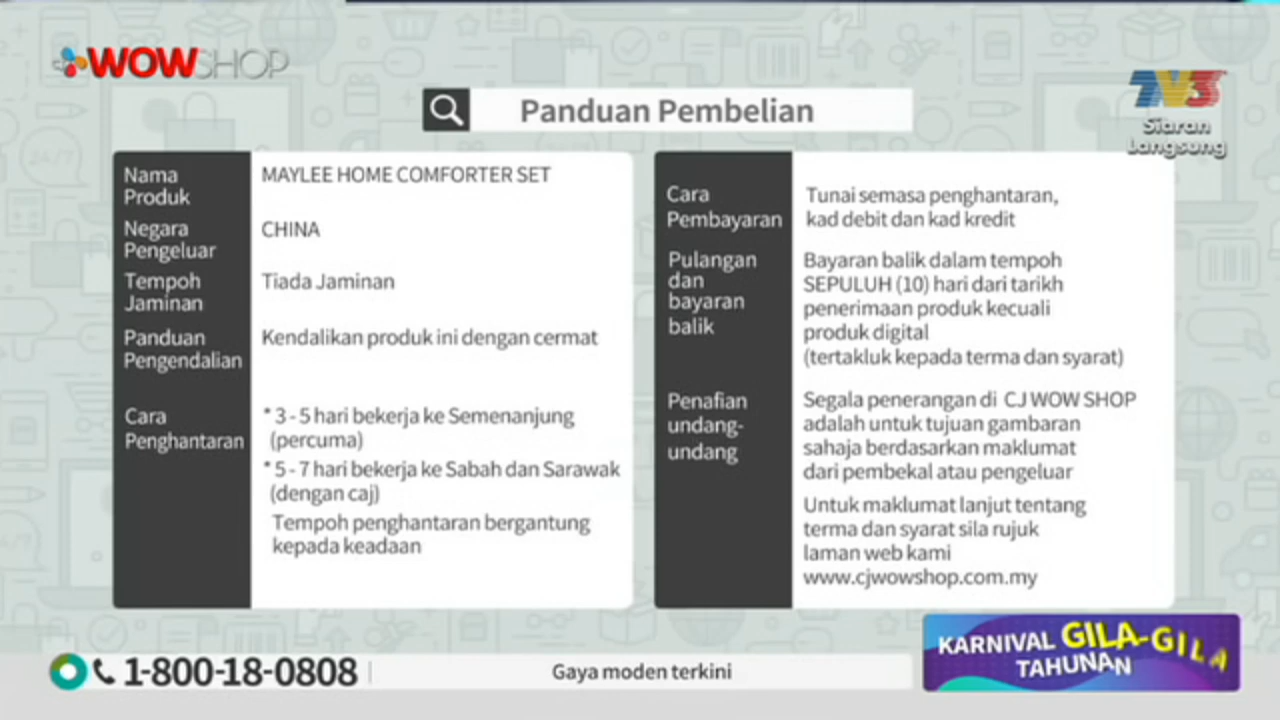 WOWSHOP
TV3
Siaran
Langsung
Panduan Pembelian
Nama
Produk
MAYLEE HOME COMFORTER SET
Negara
Pengeluar
CHINA
Tempoh
Jaminan
Tiada Jaminan
Panduan
Pengendalian
Kendalikan produk ini dengan cermat
Cara
Penghantaran
* 3 - 5 hari bekerja ke Semenanjung
(percuma)
* 5 - 7 hari bekerja ke Sabah dan Sarawak
(dengan caj)
Tempoh penghantaran bergantung
kepada keadaan
Cara
Pembayaran
Tunai semasa penghantaran,
kad debit dan kad kredit
Pulangan
dan
bayaran
balik
Bayaran balik dalam tempoh
SEPULUH (10) hari dari tarikh
penerimaan produk kecuali
produk digital
(tertakluk kepada terma dan syarat)
Penafian
undang-
undang
Segala penerangan di CJ WOW SHOP
adalah untuk tujuan gambaran
sahaja berdasarkan maklumat
dari pembekal atau pengeluar
Untuk maklumat lanjut tentang
terma dan syarat sila rujuk
laman web kami
www.cjwowshop.com.my
1-800-18-0808
Gaya moden terkini
KARNIVAL GILA-GILA
TAHUNAN